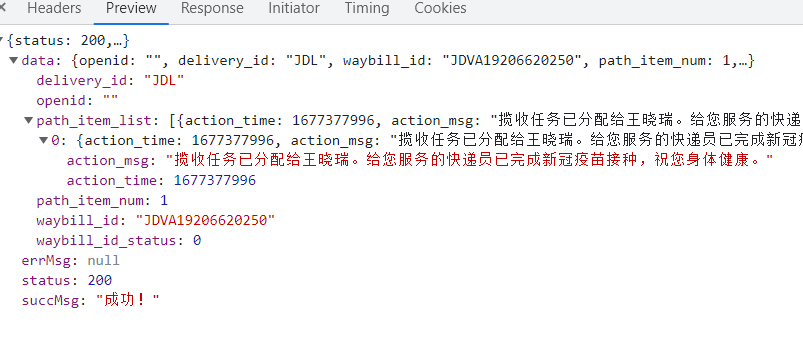 Headers Preview Response Initiator Timing Cookies
{status: 200,…}
data: {openid: "", delivery_id: "JDL", waybill_id: "JDVA19206620250", path_item_num: 1,…}
delivery_id: "JDL"
openid: ""
path_item_list: [{action_time: 1677377996, action_msg: "揽收任务已分配给王晓瑞。给您服务的快递
0: {action_time: 1677377996, action_msg: "揽收任务已分配给王晓瑞。给您服务的快递员已完成新冠疫
action_msg: "揽收任务已分配给王晓瑞。给您服务的快递员已完成新冠疫苗接种，祝您身体健康。"
action_time: 1677377996
path_item_num: 1
waybill_id: "JDVA19206620250"
waybill_id_status: 0
errMsg: null
status: 200
succMsg: "成功！"